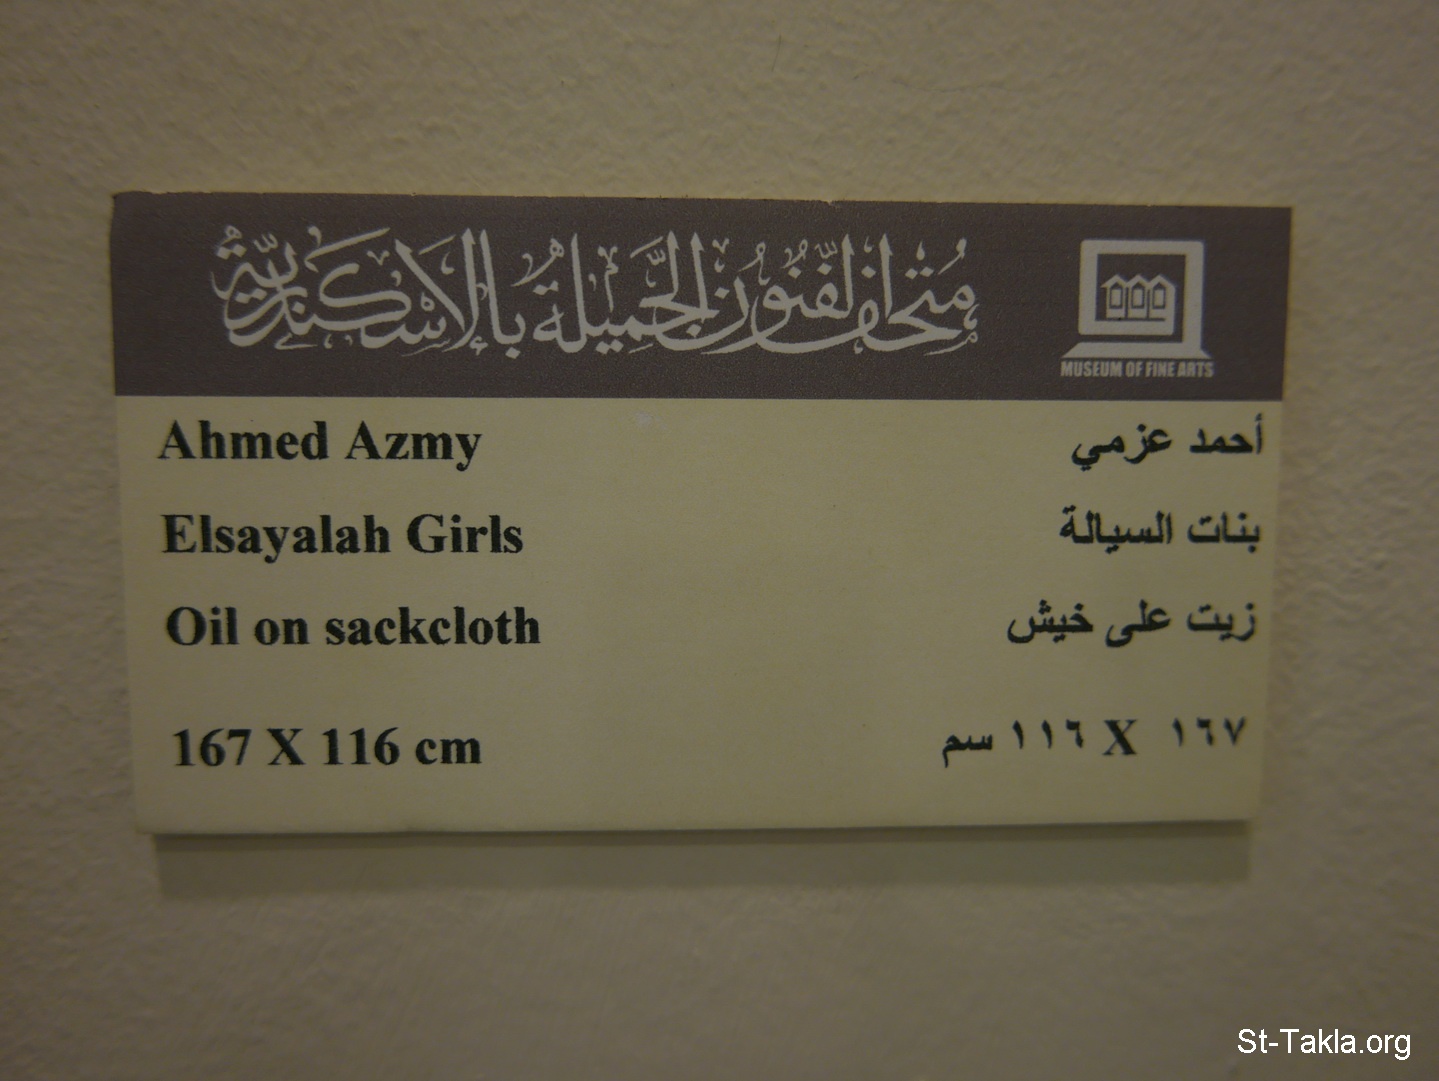 متحف الفنون الجميلة بالإسكندرية
MUSEUM OF FINE ARTS
Ahmed Azmy
أحمد عزمي
Elsayalah Girls
بنات السيالة
Oil on sackcloth
زيت على خيش
167 X 116 cm
١٦٧ X ١١٦ سم
St-Takla.org